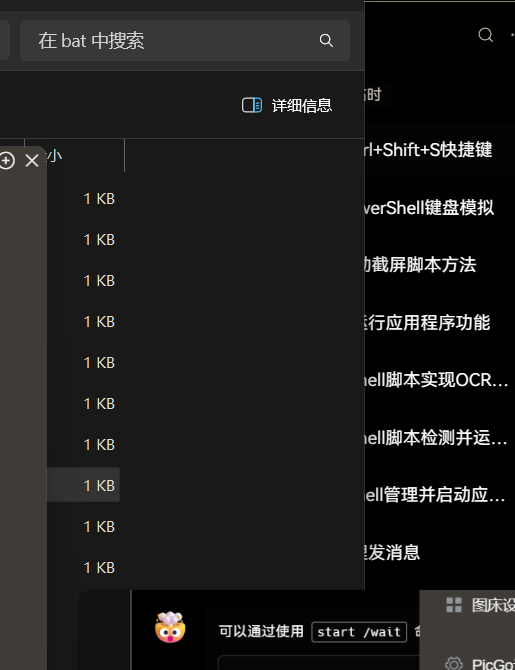 在 bat 中搜索
详细信息
小
1 KB
1 KB
1 KB
1 KB
1 KB
1 KB
1 KB
1 KB
1 KB
1 KB
时
rl+Shift+S快捷键
werShell键盘模拟
截屏脚本方法
运行应用程序功能
hell脚本实现OCR...
hell脚本检测并运...
ell管理并启动应...
发消息
可以通过使用 start /wait 命
图床设
PicGo